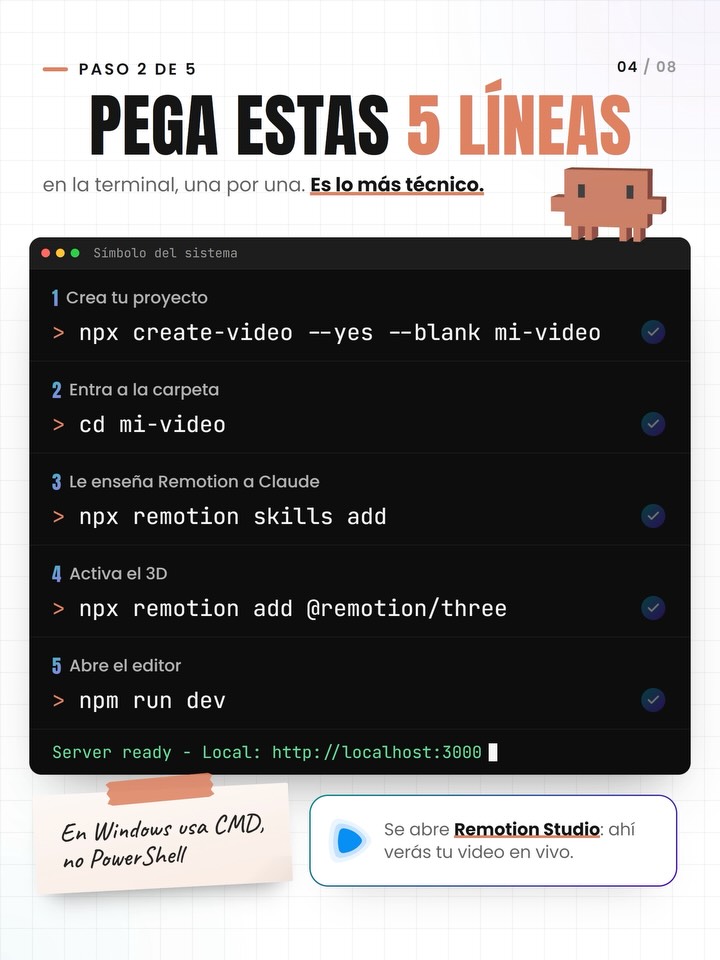 PASO 2 DE 5
04 / 08
PEGA ESTAS 5 LÍNEAS
en la terminal, una por una. Es lo más técnico.
Símbolo del sistema
1 Crea tu proyecto
> npx create-video --yes --blank mi-video
2 Entra a la carpeta
> cd mi-video
3 Le enseña Remotion a Claude
> npx remotion skills add
4 Activa el 3D
> npx remotion add @remotion/three
5 Abre el editor
> npm run dev
Server ready - Local: http://localhost:3000
En Windows usa CMD,
no PowerShell
Se abre Remotion Studio: ahí
verás tu video en vivo.